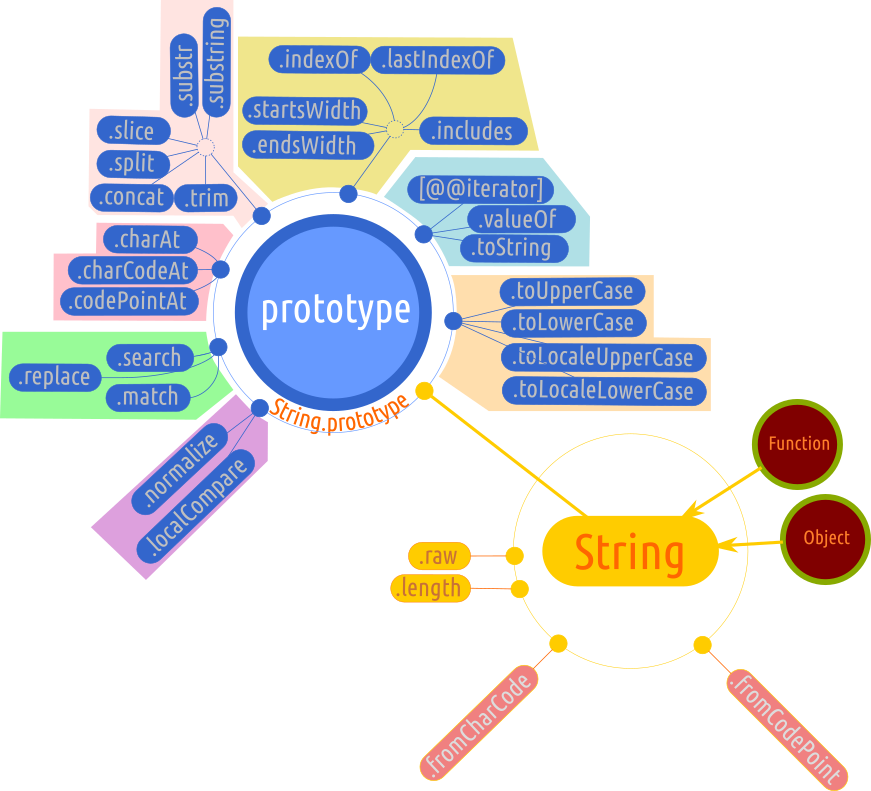 .substr
.substring
.slice
.split
.concat
.trim
.indexOf
.lastIndexOf
.startsWidth
.endsWidth
.includes
[@@iterator]
.valueOf
.toString
.charAt
.charCodeAt
.codePointAt
prototype
.toUpperCase
.toLowerCase
.toLocaleUpperCase
.toLocaleLowerCase
.search
.replace
.match
String.prototype
.normalize
.localCompare
Function
Object
String
.raw
.length
.fromCharCode
.fromCodePoint